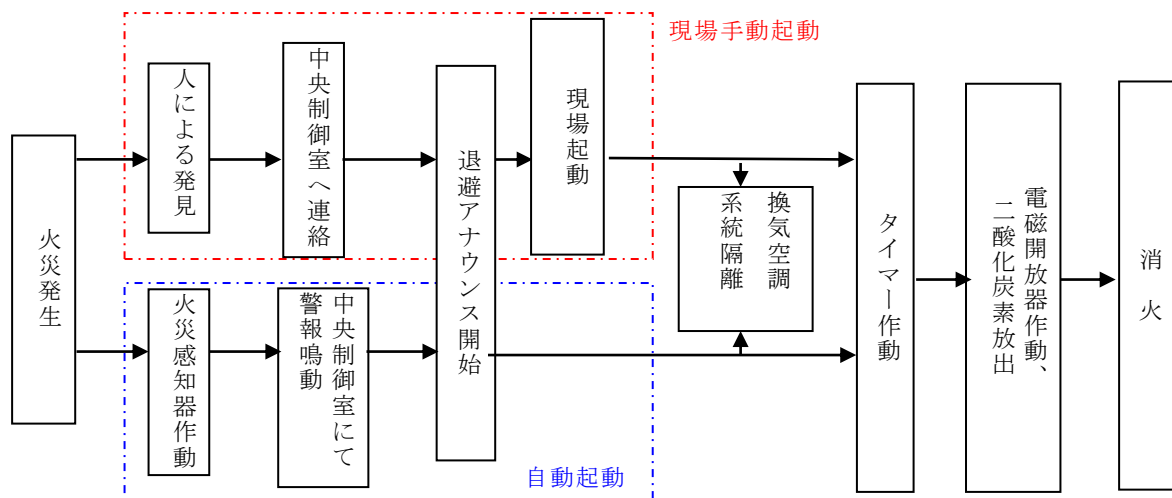 現場手動起動
火災発生
人による発見
中央制御室へ連絡
退避アナウンス開始
現場起動
火災感知器作動
中央制御室にて
警報鳴動
自動起動
換気空調
系統隔離
タイマー作動
電磁開放器作動、
二酸化炭素放出
消火